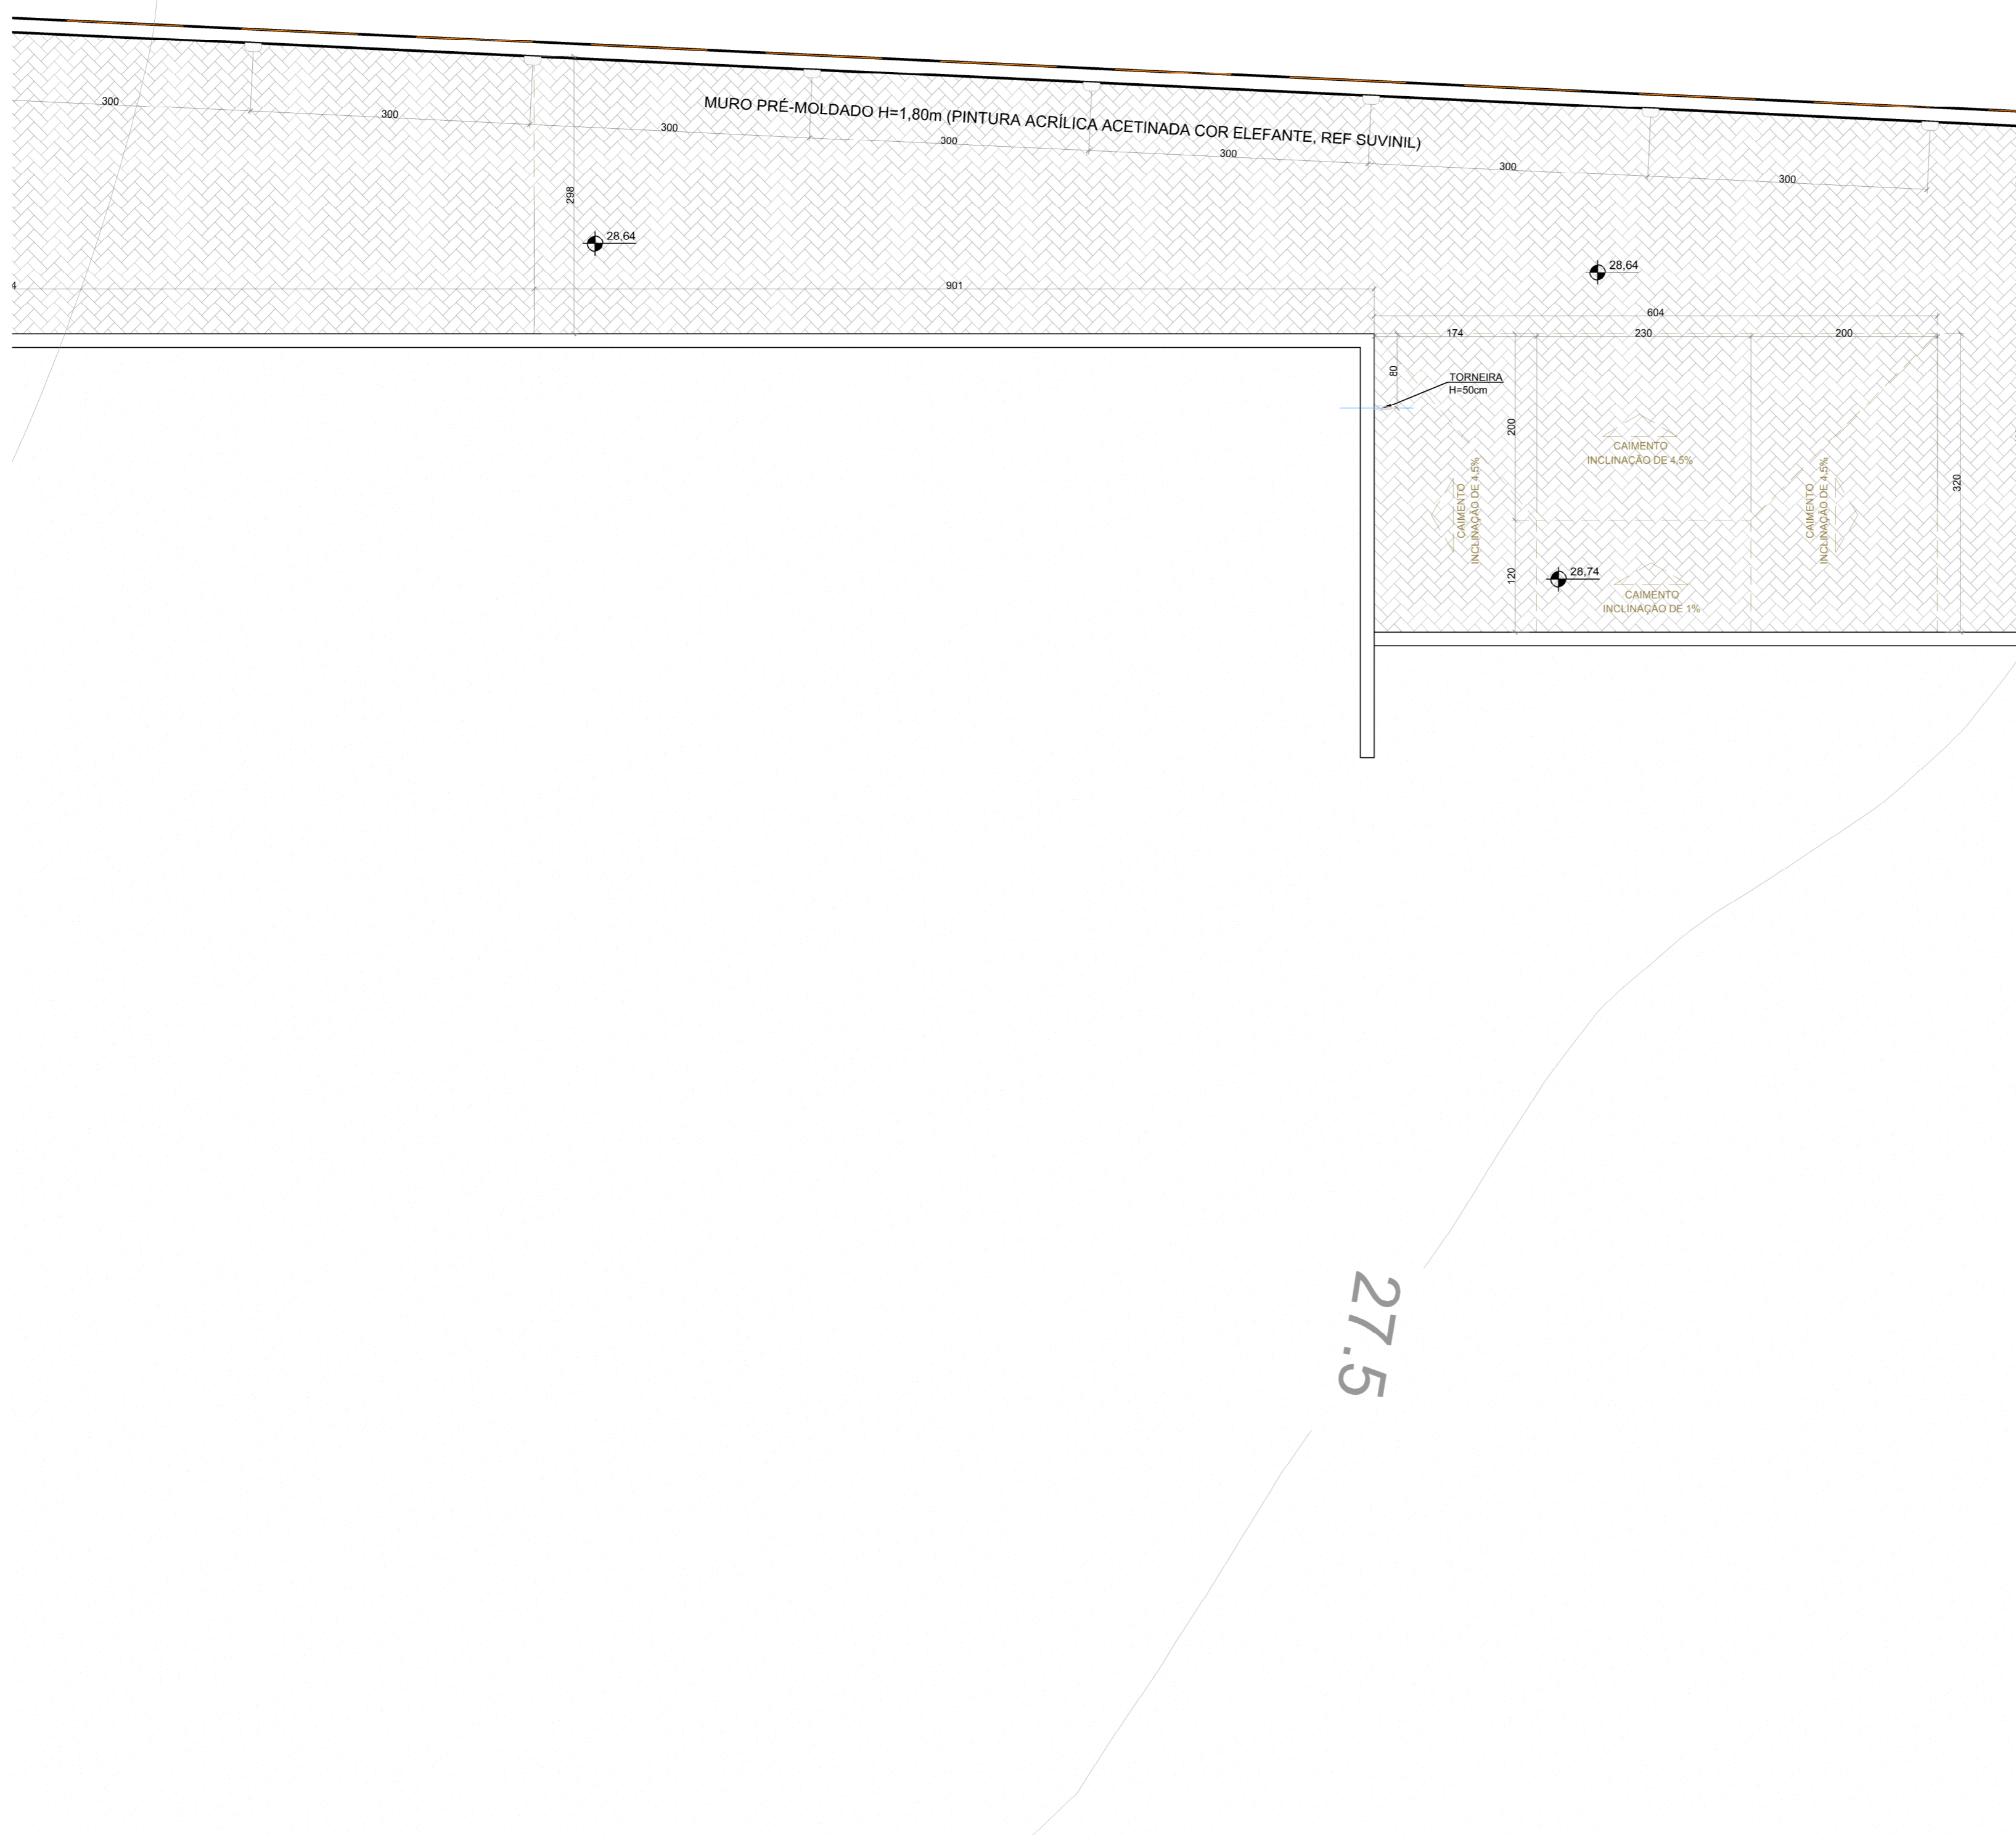 MURO PRÉ-MOLDADO H=1,80m (PINTURA ACRÍLICA ACETINADA COR ELEFANTE, REF SUVINIL)
300
300
300
300
300
300
300
298
28,64
28,64
4
901
604
174
230
200
80
TORNEIRA
H=50cm
200
CAIMENTO
INCLINAÇÃO DE 4,5%
CAIMENTO
INCLINAÇÃO DE 4,5%
CAIMENTO
INCLINAÇÃO DE 4,5%
320
120
28,74
CAIMENTO
INCLINAÇÃO DE 1%
27.5